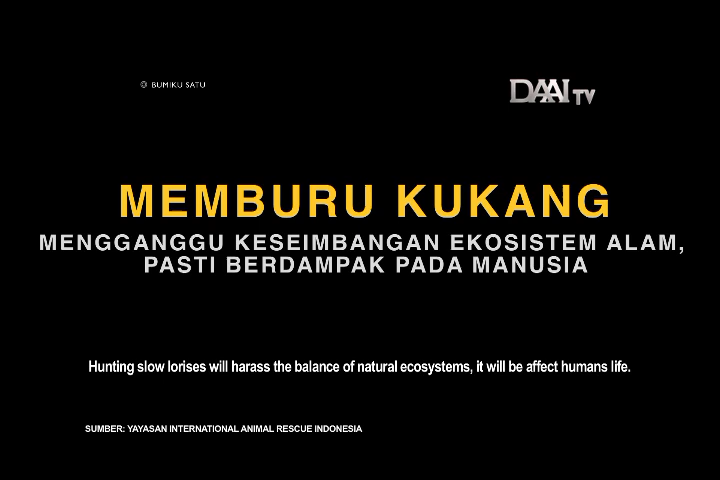 © BUMIKU SATU
DAAI TV
MEMBURU KUKANG
MENGGANGGU KESEIMBANGAN EKOSISTEM ALAM,
PASTI BERDAMPAK PADA MANUSIA
Hunting slow lorises will harass the balance of natural ecosystems, it will be affect humans life.
SUMBER: YAYASAN INTERNATIONAL ANIMAL RESCUE INDONESIA